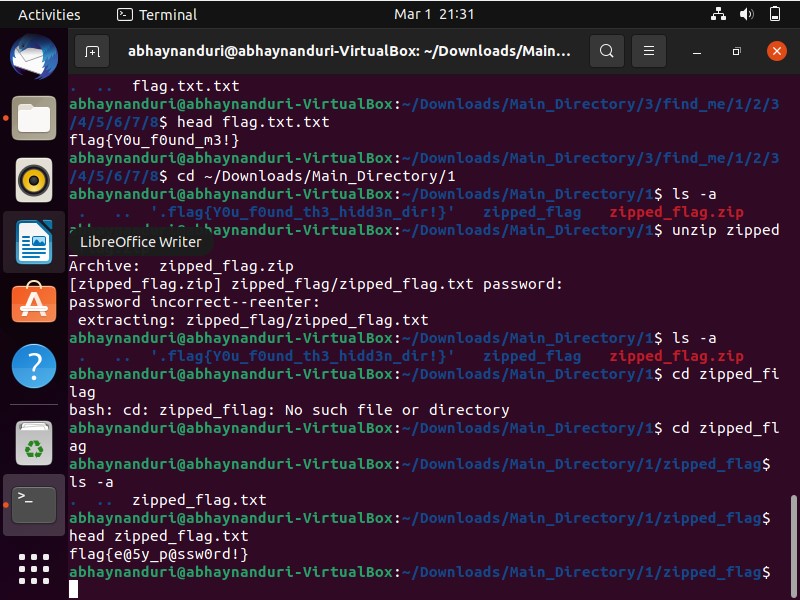 Activities
Terminal
Mar 1 21:31
abhaynanduri@abhaynanduri-VirtualBox: ~/Downloads/Main...
. .. flag.txt.txt
abhaynanduri@abhaynanduri-VirtualBox:~/Downloads/Main_Directory/3/find_me/1/2/3
/4/5/6/7/8$ head flag.txt.txt
flag{Y0u_f0und_m3!}
abhaynanduri@abhaynanduri-VirtualBox:~/Downloads/Main_Directory/3/find_me/1/2/3
/4/5/6/7/8$ cd ~/Downloads/Main_Directory/1
abhaynanduri@abhaynanduri-VirtualBox:~/Downloads/Main_Directory/1$ ls -a
. .. '.flag{Y0u_f0und_th3_hidd3n_dir!}' zipped_flag zipped_flag.zip
abhaynanduri@abhaynanduri-VirtualBox:~/Downloads/Main_Directory/1$ unzip zipped
LibreOffice Writer
Archive: zipped_flag.zip
[zipped_flag.zip] zipped_flag/zipped_flag.txt password:
password incorrect--reenter:
extracting: zipped_flag/zipped_flag.txt
abhaynanduri@abhaynanduri-VirtualBox:~/Downloads/Main_Directory/1$ ls -a
. .. '.flag{Y0u_f0und_th3_hidd3n_dir!}' zipped_flag zipped_flag.zip
abhaynanduri@abhaynanduri-VirtualBox:~/Downloads/Main_Directory/1$ cd zipped_fi
lag
bash: cd: zipped_filag: No such file or directory
abhaynanduri@abhaynanduri-VirtualBox:~/Downloads/Main_Directory/1$ cd zipped_fl
ag
abhaynanduri@abhaynanduri-VirtualBox:~/Downloads/Main_Directory/1/zipped_flag$
ls -a
. .. zipped_flag.txt
abhaynanduri@abhaynanduri-VirtualBox:~/Downloads/Main_Directory/1/zipped_flag$
head zipped_flag.txt
flag{e@5y_p@ssw0rd!}
abhaynanduri@abhaynanduri-VirtualBox:~/Downloads/Main_Directory/1/zipped_flag$